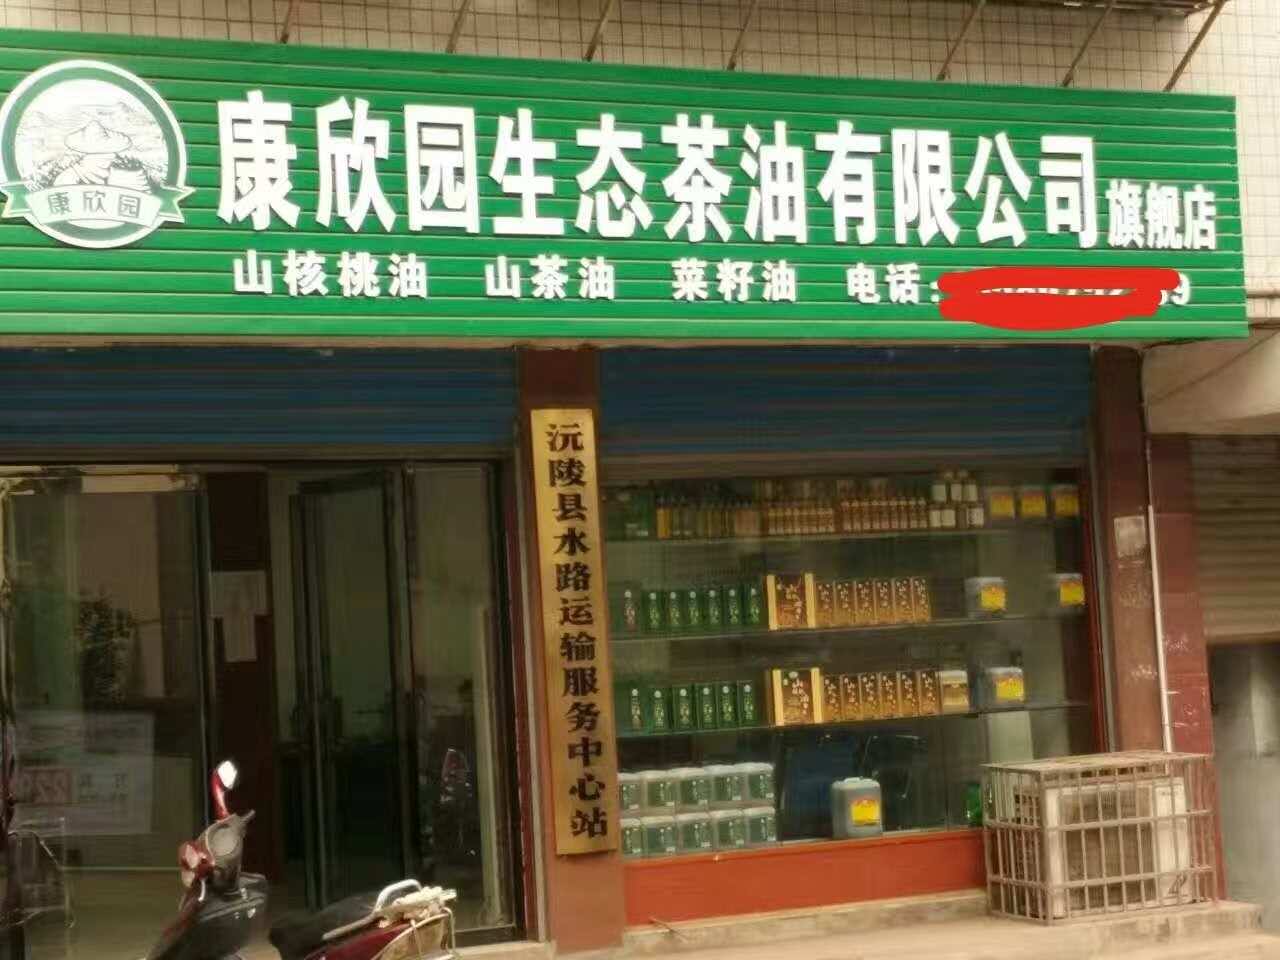 康欣园
康欣园生态茶油有限公司旗舰店
山核桃油 山茶油 菜籽油 电话:
沅陵县水路运输服务中心站